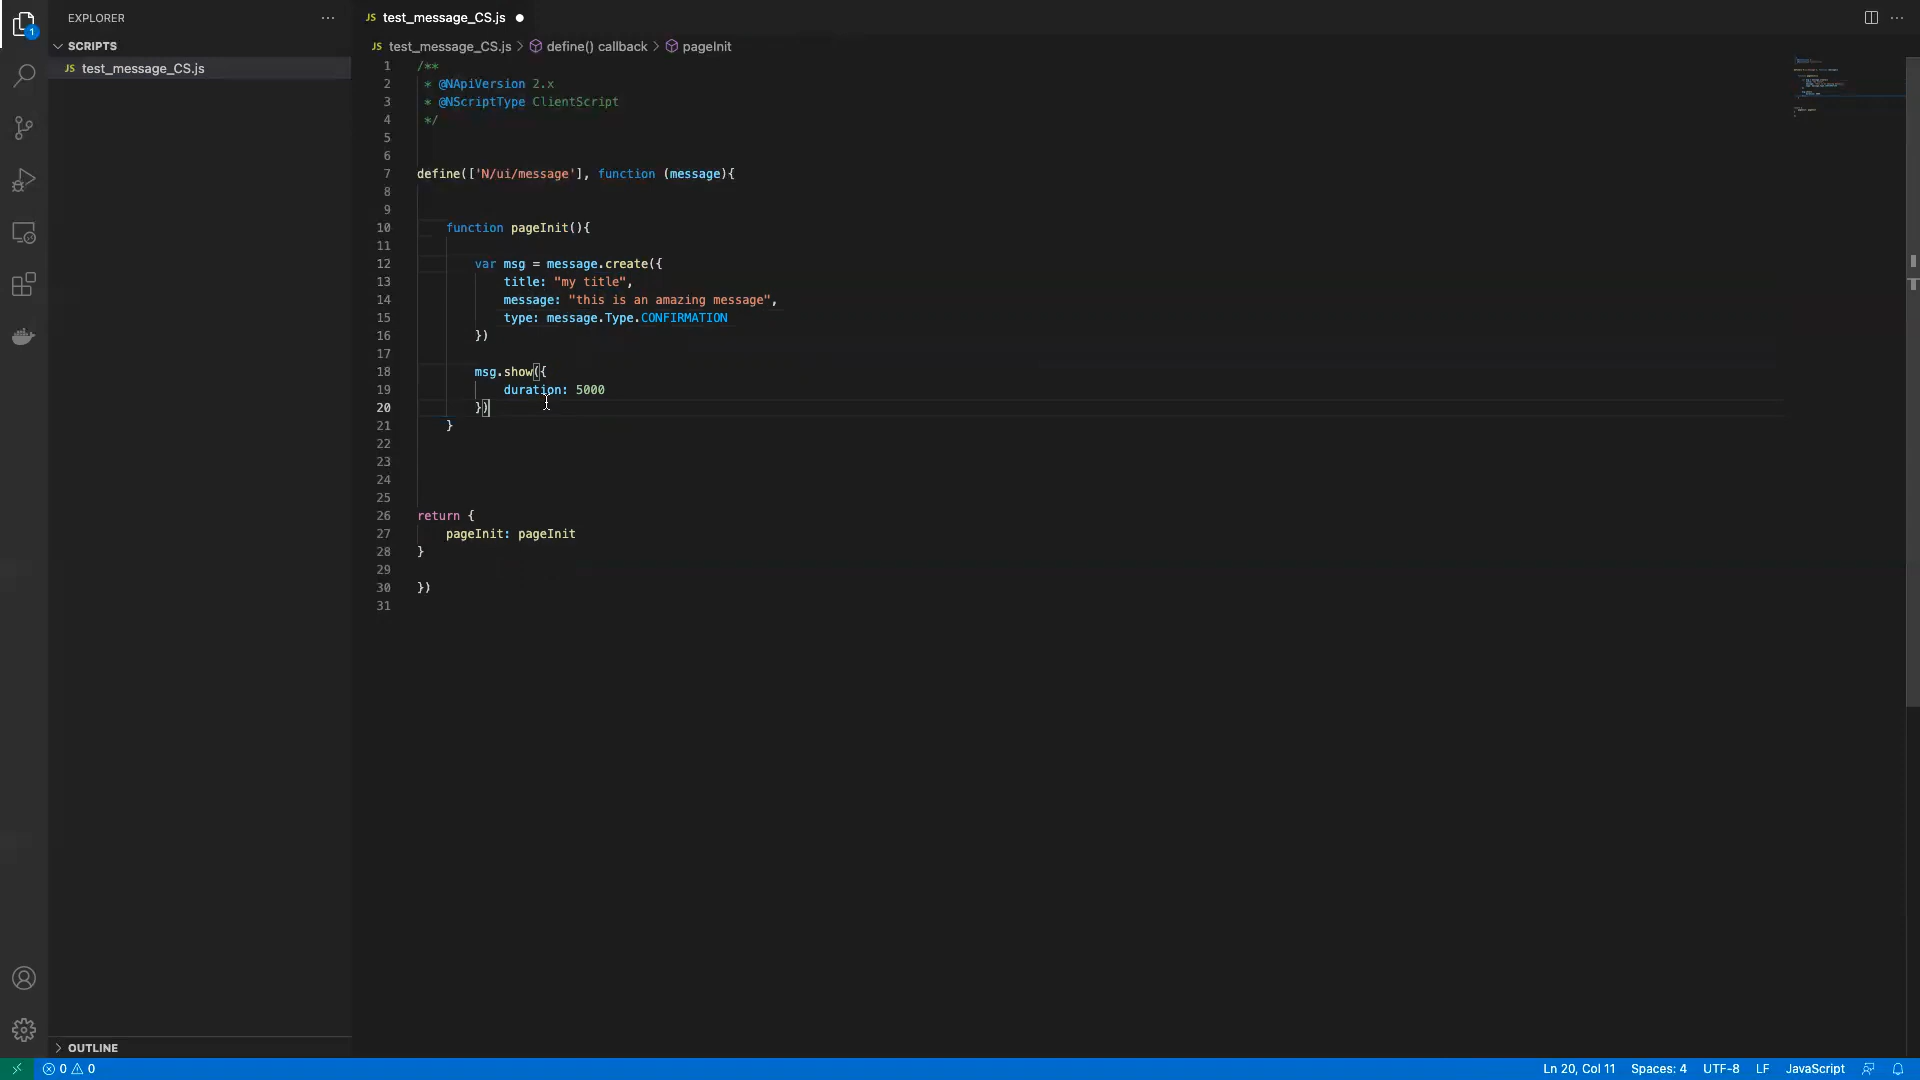 EXPLORER
SCRIPTS
JS test_message_CS.js
OUTLINE
1
JS test_message_CS.js
JS test_message_CS.js > define() callback > pageInit
1 /**
2 * @NApiVersion 2.x
3 * @NScriptType ClientScript
4 */
5
6
7 define(['N/ui/message'], function (message){
8
9
10 function pageInit(){
11
12 var msg = message.create({
13 title: "my title",
14 message: "this is an amazing message",
15 type: message.Type.CONFIRMATION
16 })
17
18 msg.show({
19 duration: 5000
20 })
21 }
22
23
24
25
26 return {
27 pageInit: pageInit
28 }
29
30 })
31
0 0 Ln 20, Col 11 Spaces: 4 UTF-8 LF JavaScript